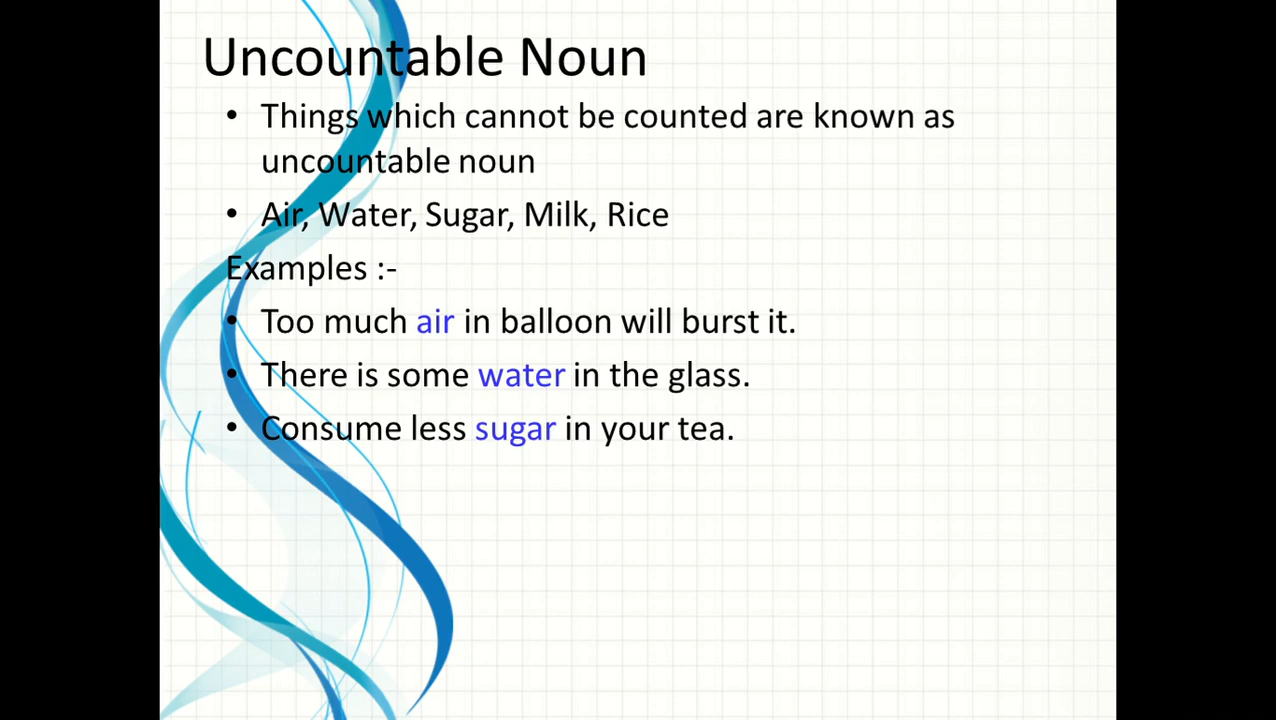 Uncountable Noun
• Things which cannot be counted are known as
uncountable noun
• Air, Water, Sugar, Milk, Rice
Examples :-
• Too much air in balloon will burst it.
• There is some water in the glass.
• Consume less sugar in your tea.